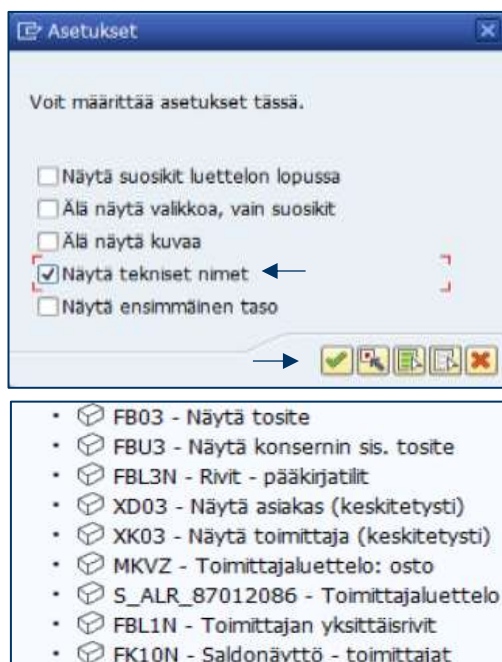 Asetukset
Voit määrittää asetukset tässä.
Näytä suosikit luettelon lopussa
Älä näytä valikkoa, vain suosikit
Älä näytä kuvaa
Näytä tekniset nimet
Näytä ensimmäinen taso
• FB03 - Näytä tosite
• FBU3 - Näytä konsernin sis. tosite
• FBL3N - Rivit - pääkirjatilit
• XD03 - Näytä asiakas (keskitetysti)
• XK03 - Näytä toimittaja (keskitetysti)
• MKVZ - Toimittajaluettelo: osto
• S_ALR_87012086 - Toimittajaluettelo
• FBL1N - Toimittajan yksittäisrivit
• FK10N - Saldonäyttö - toimittajat